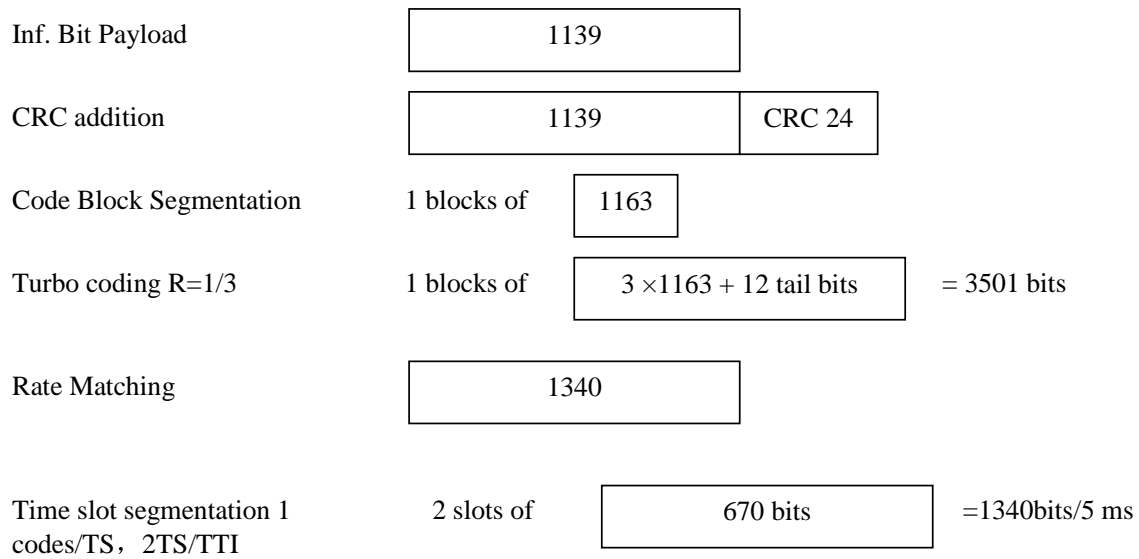 Inf. Bit Payload 1139
CRC addition 1139 CRC 24
Code Block Segmentation 1 blocks of 1163
Turbo coding R=1/3 1 blocks of 3 ×1163 + 12 tail bits = 3501 bits
Rate Matching 1340
Time slot segmentation 1 2 slots of 670 bits =1340bits/5 ms
codes/TS，2TS/TTI